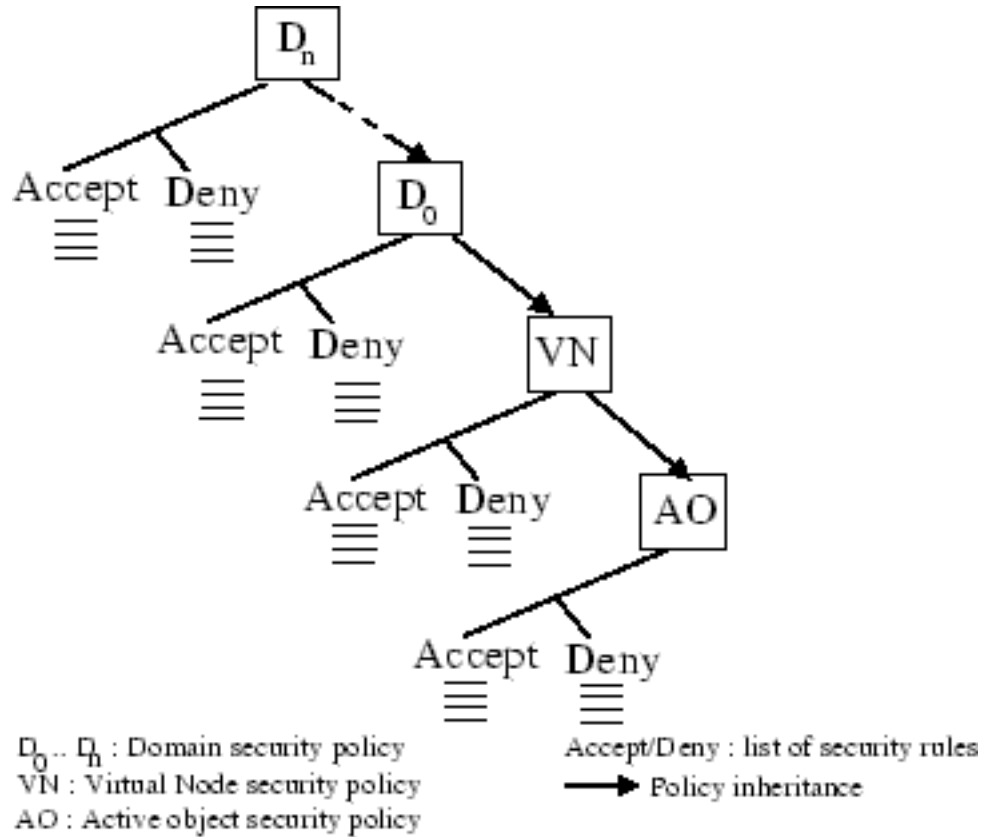 Dn
Accept Deny
D0
Accept Deny
VN
Accept Deny
AO
Accept Deny
D0 .. Dn : Domain security policy
VN : Virtual Node security policy
AO : Active object security policy
Accept/Deny : list of security rules
Policy inheritance